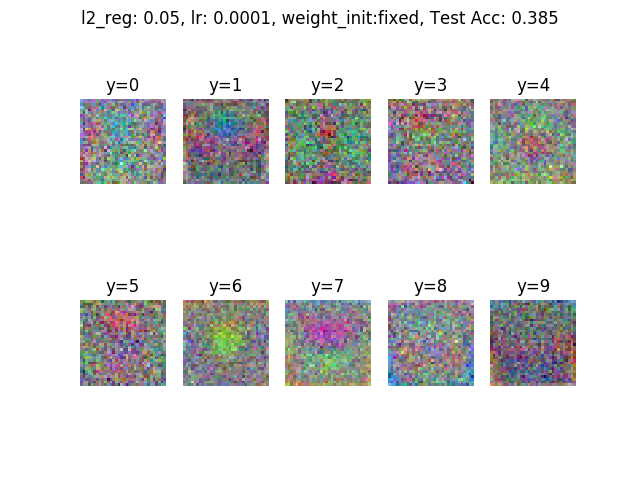 l2_reg: 0.05, lr: 0.0001, weight_init:fixed, Test Acc: 0.385
y=0 y=1 y=2 y=3 y=4
y=5 y=6 y=7 y=8 y=9